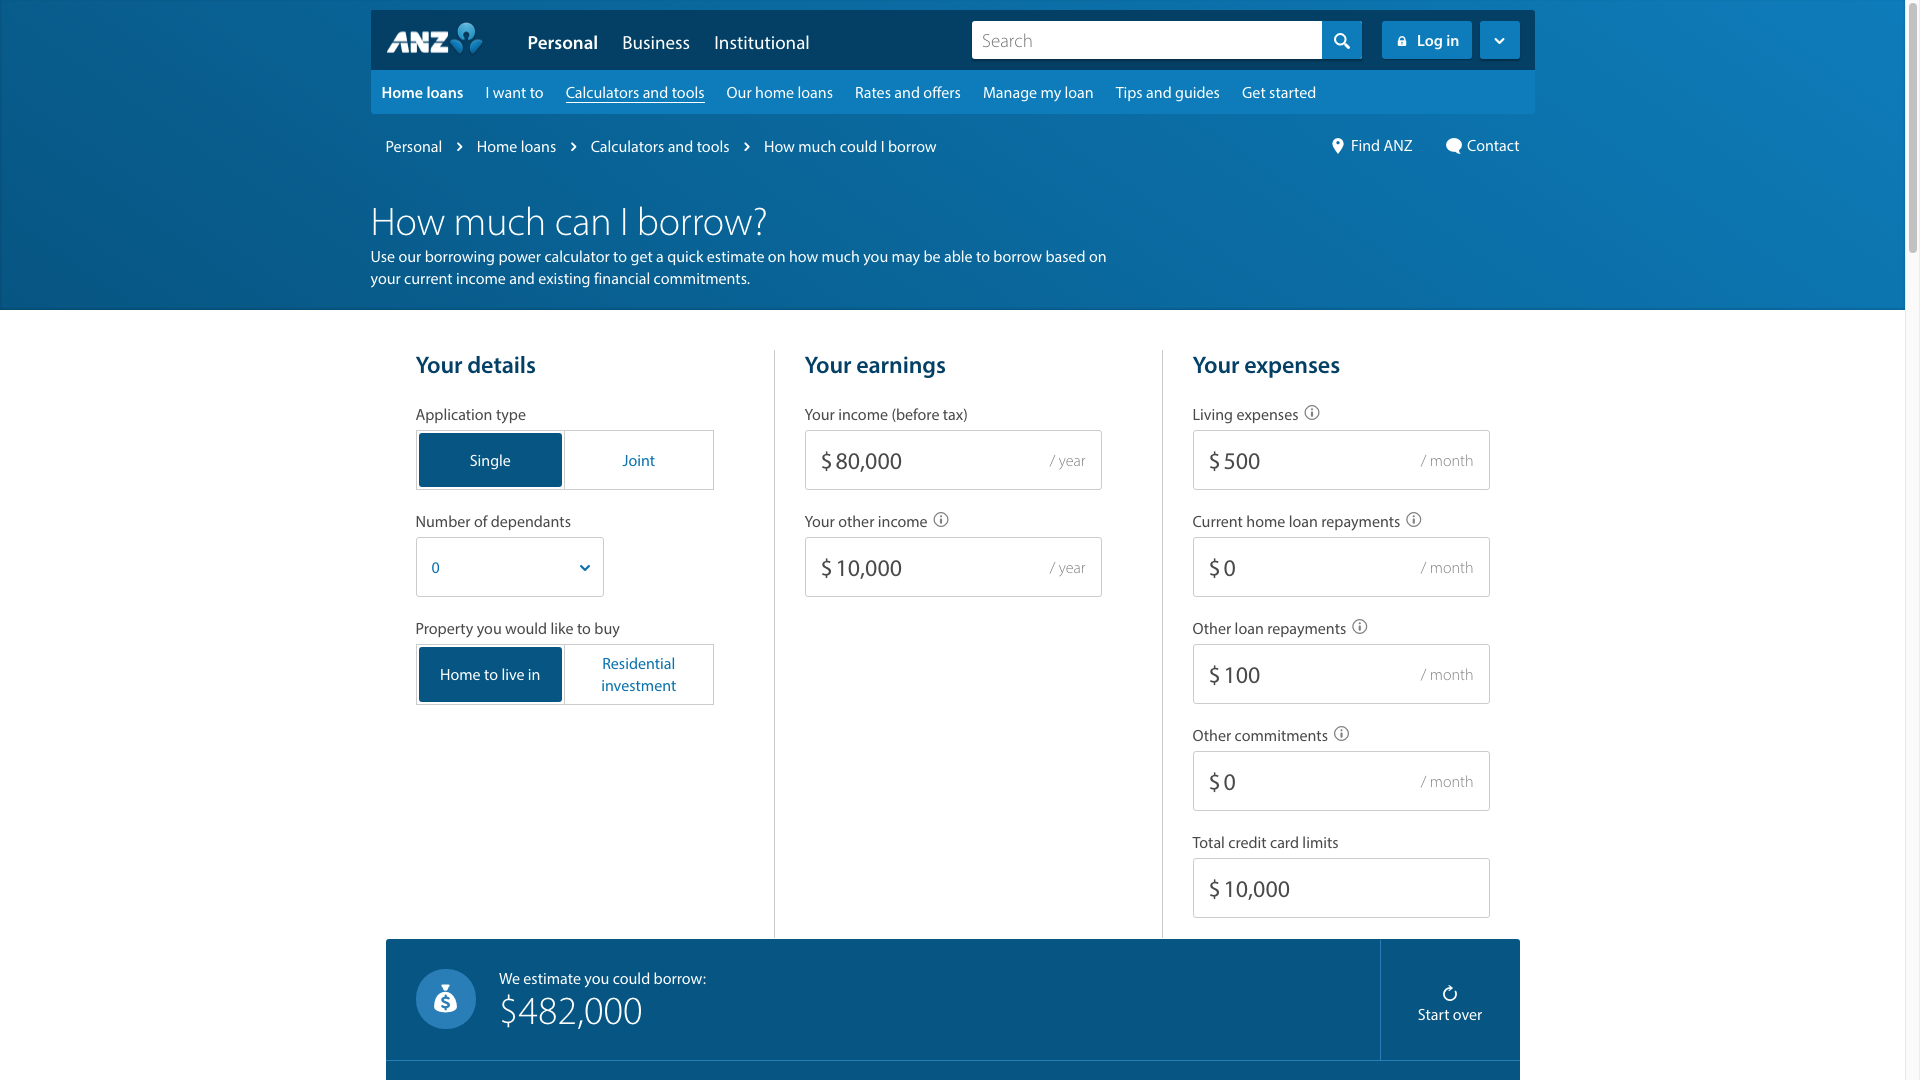 ANZ
Personal
Business
Institutional
Search
Log in
Home loans
I want to
Calculators and tools
Our home loans
Rates and offers
Manage my loan
Tips and guides
Get started
Personal
Home loans
Calculators and tools
How much could I borrow
Find ANZ
Contact
How much can I borrow?
Use our borrowing power calculator to get a quick estimate on how much you may be able to borrow based on
your current income and existing financial commitments.
Your details
Application type
Single
Joint
Number of dependants
0
Property you would like to buy
Home to live in
Residential
investment
Your earnings
Your income (before tax)
$ 80,000 / year
Your other income
$ 10,000 / year
Your expenses
Living expenses
$ 500 / month
Current home loan repayments
$ 0 / month
Other loan repayments
$ 100 / month
Other commitments
$ 0 / month
Total credit card limits
$ 10,000
We estimate you could borrow:
$482,000
Start over